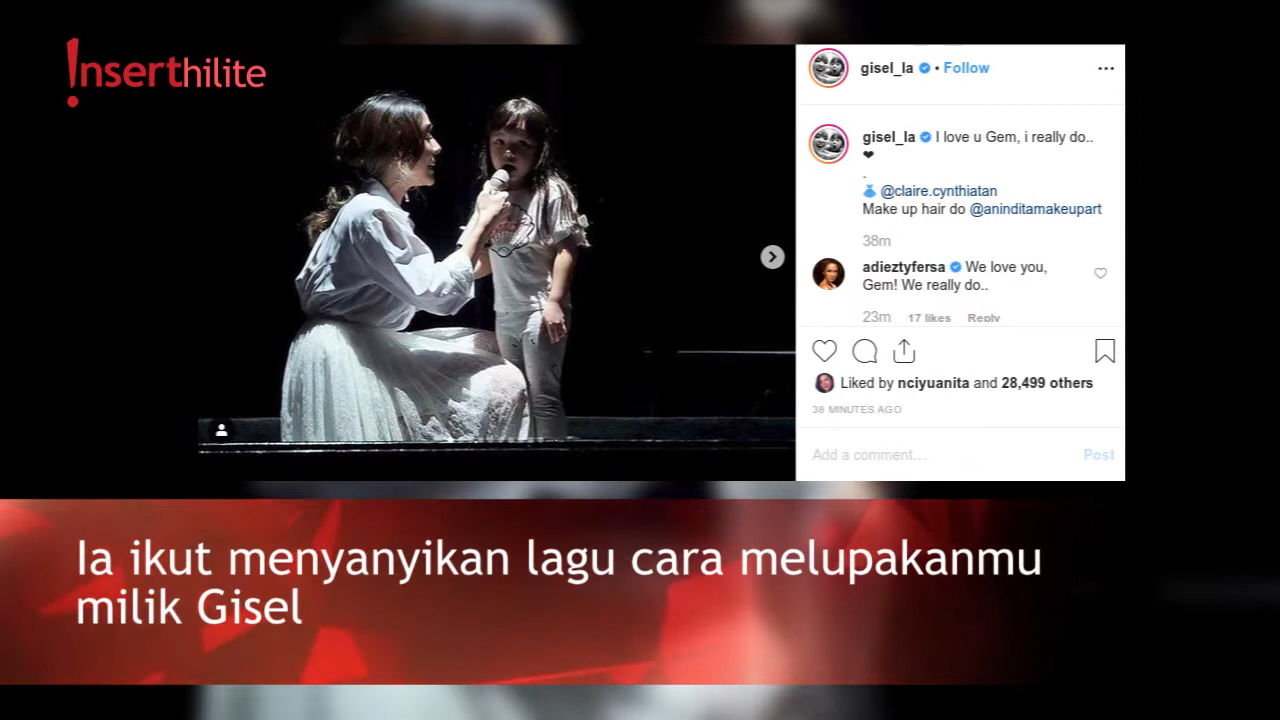 Inserthilite
gisel_la • Follow
gisel_la I love u Gem, i really do..
❤
.
👗 @claire.cynthiatan
Make up hair do @aninditamakeupart
38m
adieztyfersa We love you,
Gem! We really do..
23m 17 likes Reply
Liked by nciyuanita and 28,499 others
38 MINUTES AGO
Add a comment... Post
Ia ikut menyanyikan lagu cara melupakanmu
milik Gisel